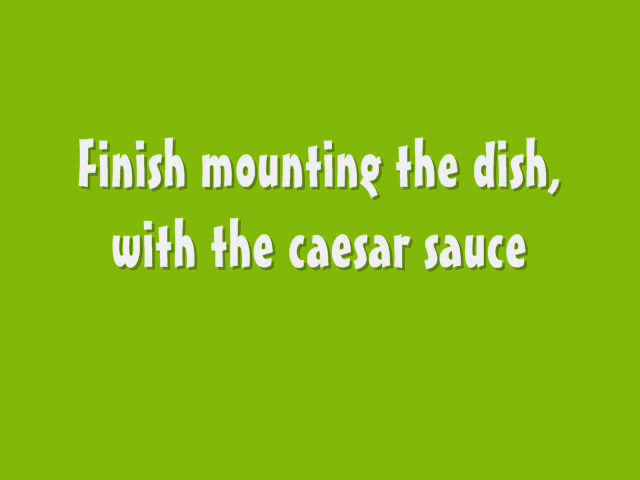 Finish mounting the dish,
with the caesar sauce